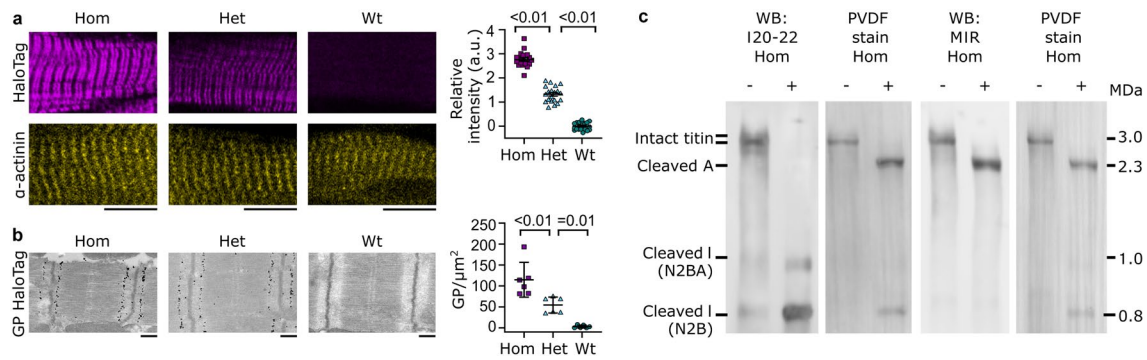 a
Hom
Het
Wt
HaloTag
α-actinin
<0.01
<0.01
Relative
intensity (a.u.)
4
3
2
1
0
Hom
Het
Wt
b
Hom
Het
Wt
GP HaloTag
<0.01
=0.01
GP/μm²
250
200
150
100
50
0
Hom
Het
Wt
c
WB:
I20-22
Hom
PVDF
stain
Hom
WB:
MIR
Hom
PVDF
stain
Hom
- + - + - + - + MDa
Intact titin
Cleaved A
Cleaved I
(N2BA)
Cleaved I
(N2B)
3.0
2.3
1.0
0.8